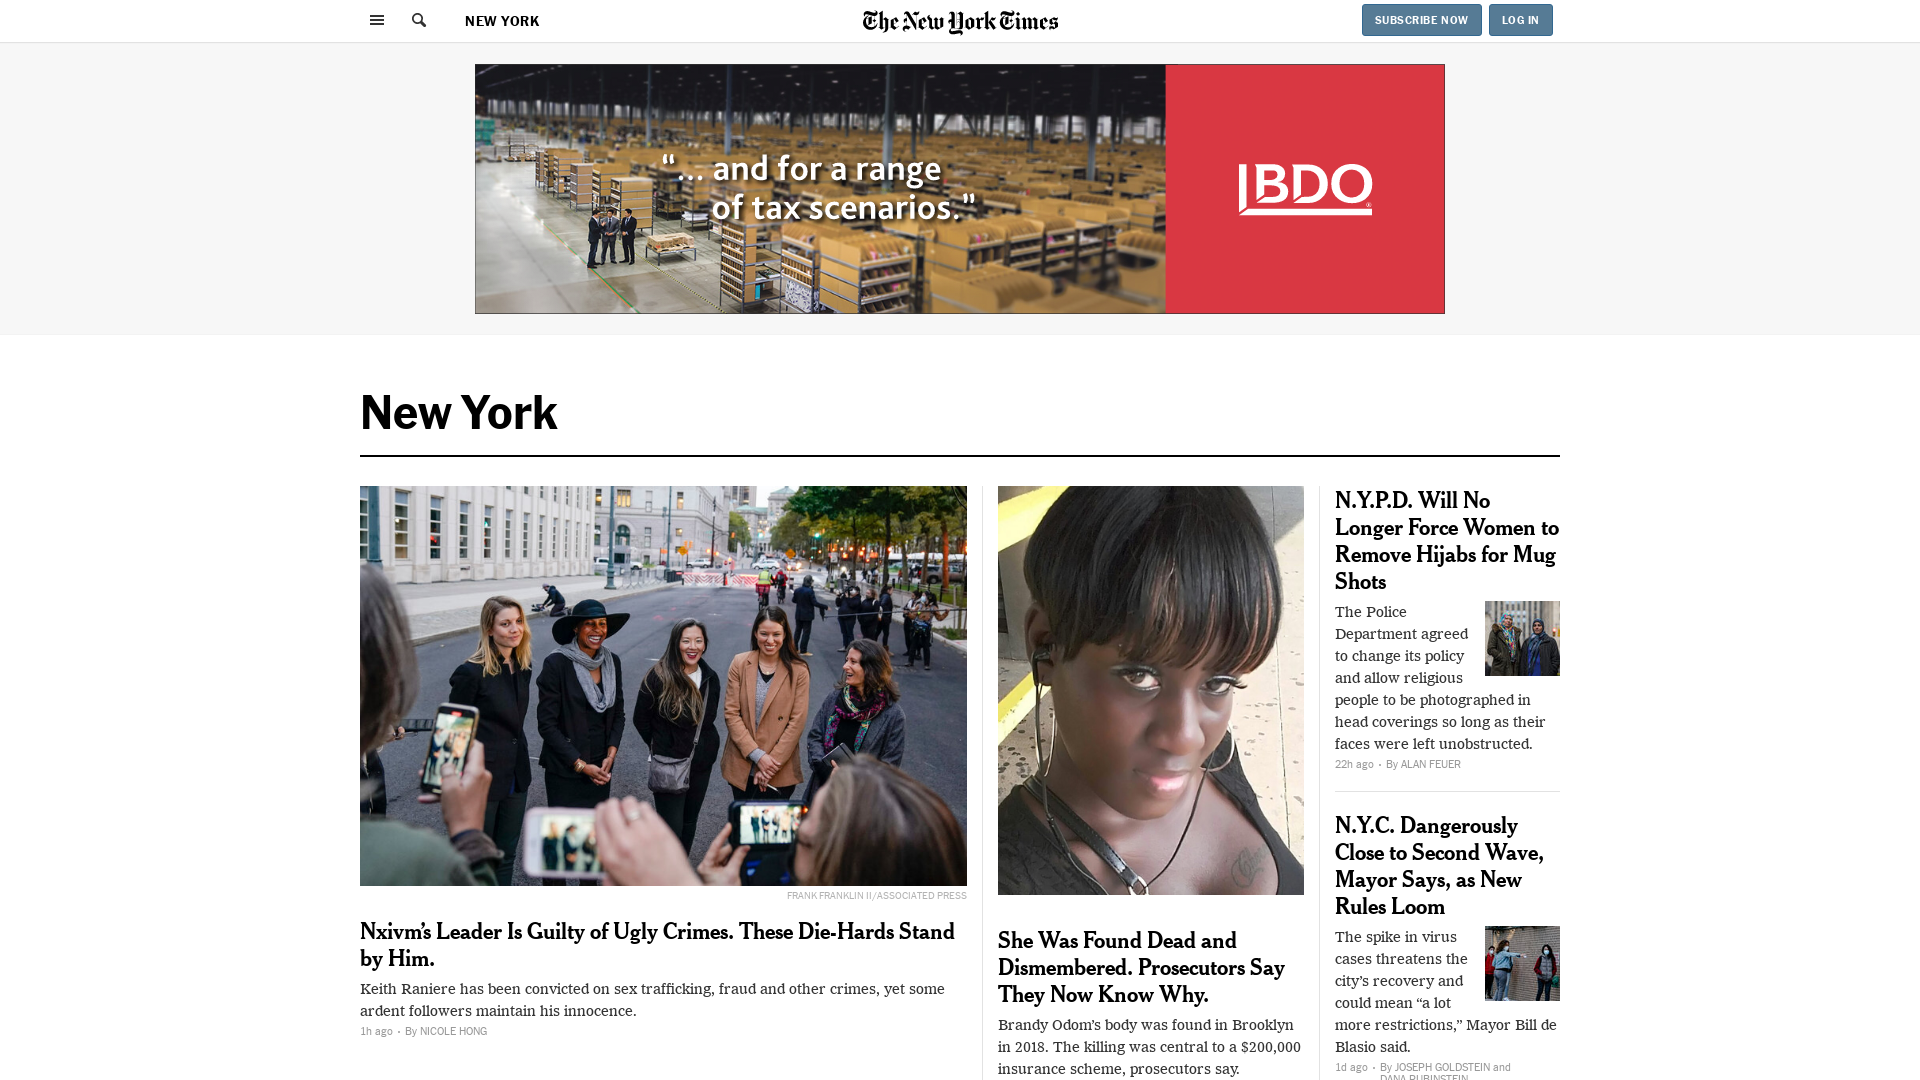 NEW YORK
The New York Times
SUBSCRIBE NOW
LOG IN
“... and for a range
of tax scenarios.”
BDO
New York
FRANK FRANKLIN II/ASSOCIATED PRESS
Nxivm’s Leader Is Guilty of Ugly Crimes. These Die-Hards Stand
by Him.
Keith Raniere has been convicted on sex trafficking, fraud and other crimes, yet some
ardent followers maintain his innocence.
1h ago • By NICOLE HONG
She Was Found Dead and
Dismembered. Prosecutors Say
They Now Know Why.
Brandy Odom’s body was found in Brooklyn
in 2018. The killing was central to a $200,000
insurance scheme, prosecutors say.
N.Y.P.D. Will No
Longer Force Women to
Remove Hijabs for Mug
Shots
The Police
Department agreed
to change its policy
and allow religious
people to be photographed in
head coverings so long as their
faces were left unobstructed.
22h ago • By ALAN FEUER
N.Y.C. Dangerously
Close to Second Wave,
Mayor Says, as New
Rules Loom
The spike in virus
cases threatens the
city’s recovery and
could mean “a lot
more restrictions,” Mayor Bill de
Blasio said.
1d ago • By JOSEPH GOLDSTEIN and
DANA RUBINSTEIN